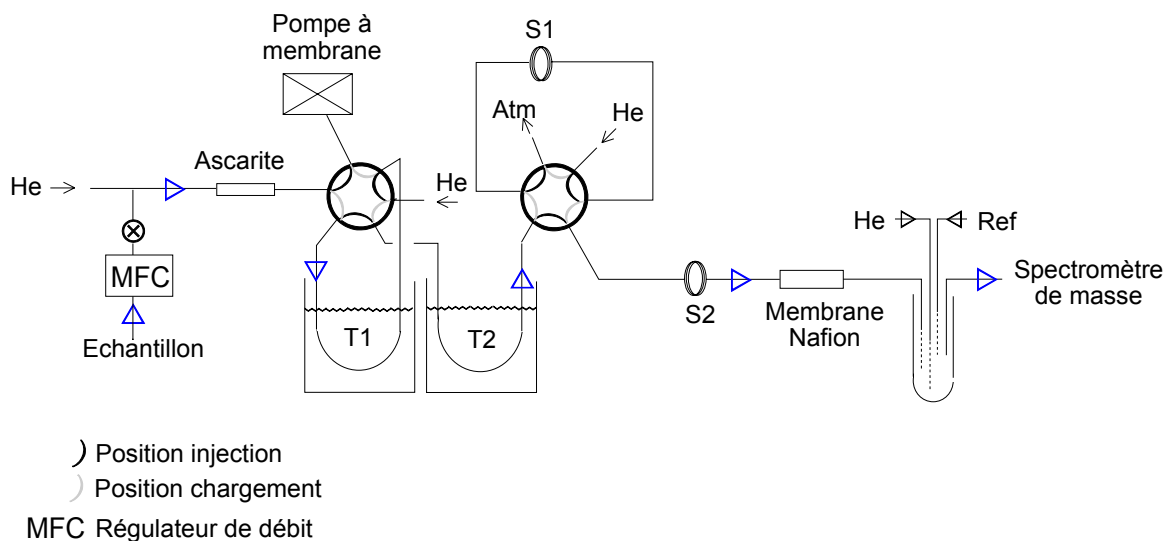 Pompe à
membrane
S1
Atm
He
Ascarite
He
He
MFC
Echantillon
T1
T2
S2
Membrane
Nafion
He
Ref
Spectromètre
de masse
Position injection
Position chargement
MFC Régulateur de débit